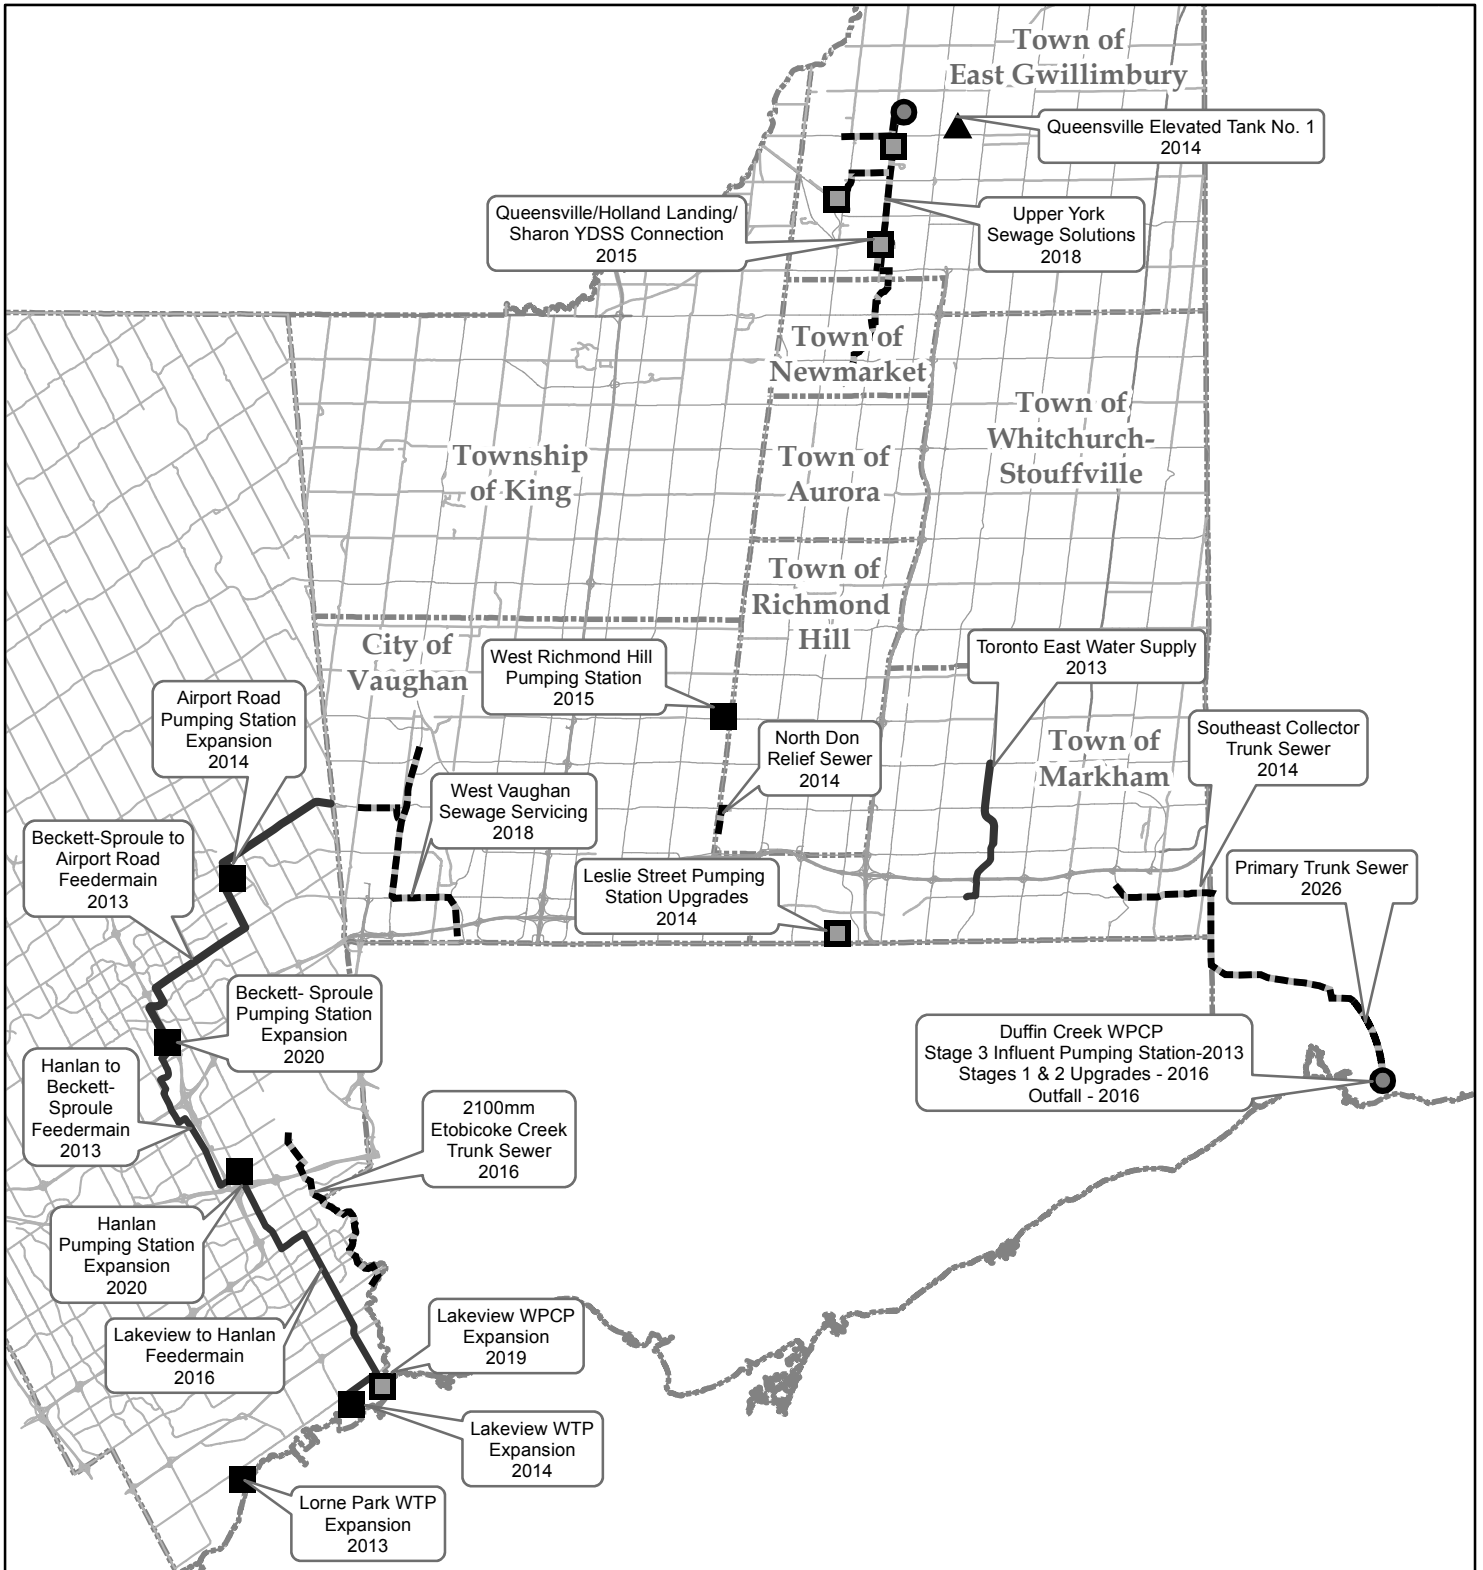 Town of
East Gwillimbury
Queensville Elevated Tank No. 1
2014
Queensville/Holland Landing/
Sharon YDSS Connection
2015
Upper York
Sewage Solutions
2018
Town of
Newmarket
Town of
Whitchurch-
Stouffville
Township
of King
Town of
Aurora
Town of
Richmond
Hill
City of
Vaughan
West Richmond Hill
Pumping Station
2015
Toronto East Water Supply
2013
Airport Road
Pumping Station
Expansion
2014
North Don
Relief Sewer
2014
Town of
Markham
Southeast Collector
Trunk Sewer
2014
West Vaughan
Sewage Servicing
2018
Beckett-Sproule to
Airport Road
Feedermain
2013
Leslie Street Pumping
Station Upgrades
2014
Primary Trunk Sewer
2026
Beckett- Sproule
Pumping Station
Expansion
2020
Duffin Creek WPCP
Stage 3 Influent Pumping Station-2013
Stages 1 & 2 Upgrades - 2016
Outfall - 2016
Hanlan to
Beckett-
Sproule
Feedermain
2013
2100mm
Etobicoke Creek
Trunk Sewer
2016
Hanlan
Pumping Station
Expansion
2020
Lakeview to Hanlan
Feedermain
2016
Lakeview WPCP
Expansion
2019
Lakeview WTP
Expansion
2014
Lorne Park WTP
Expansion
2013